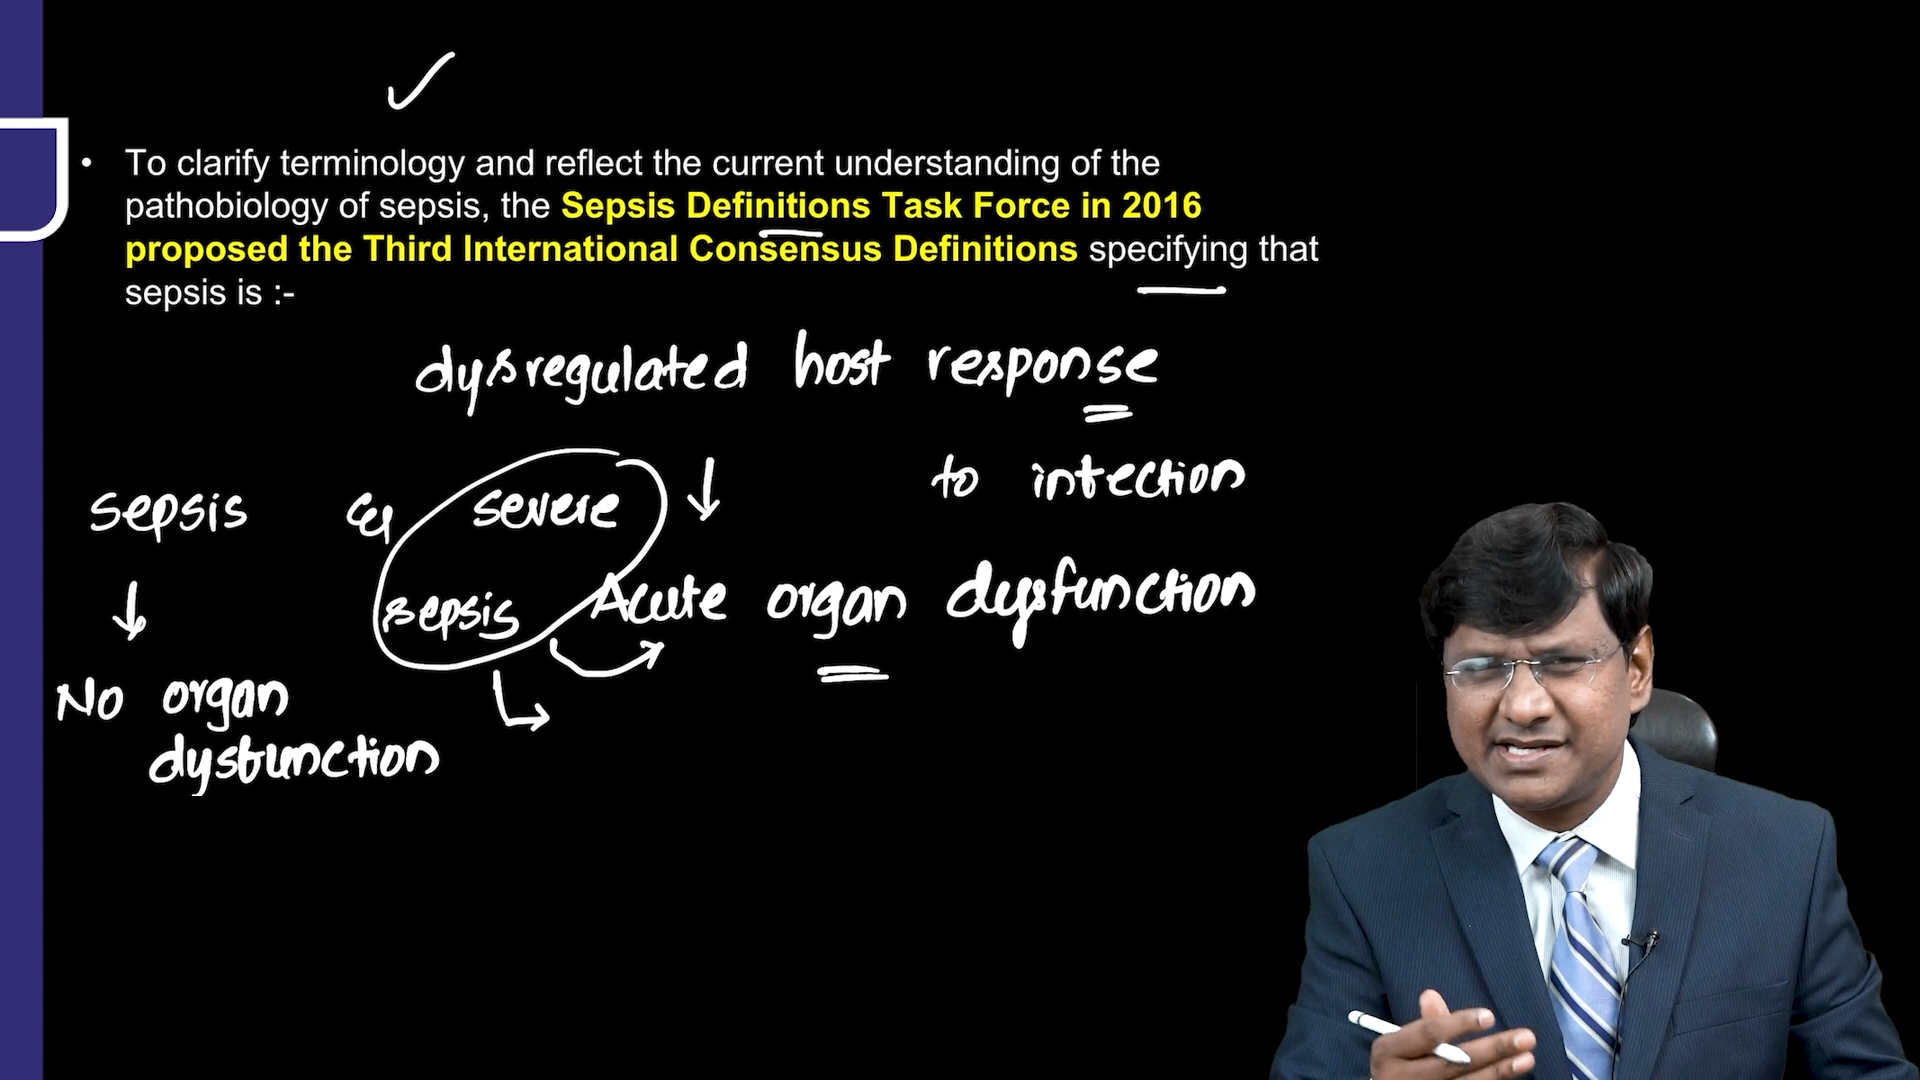 • To clarify terminology and reflect the current understanding of the
pathobiology of sepsis, the Sepsis Definitions Task Force in 2016
proposed the Third International Consensus Definitions specifying that
sepsis is :-
dysregulated host response
to infection
sepsis & severe
sepsis Acute organ dysfunction
No organ
dysfunction